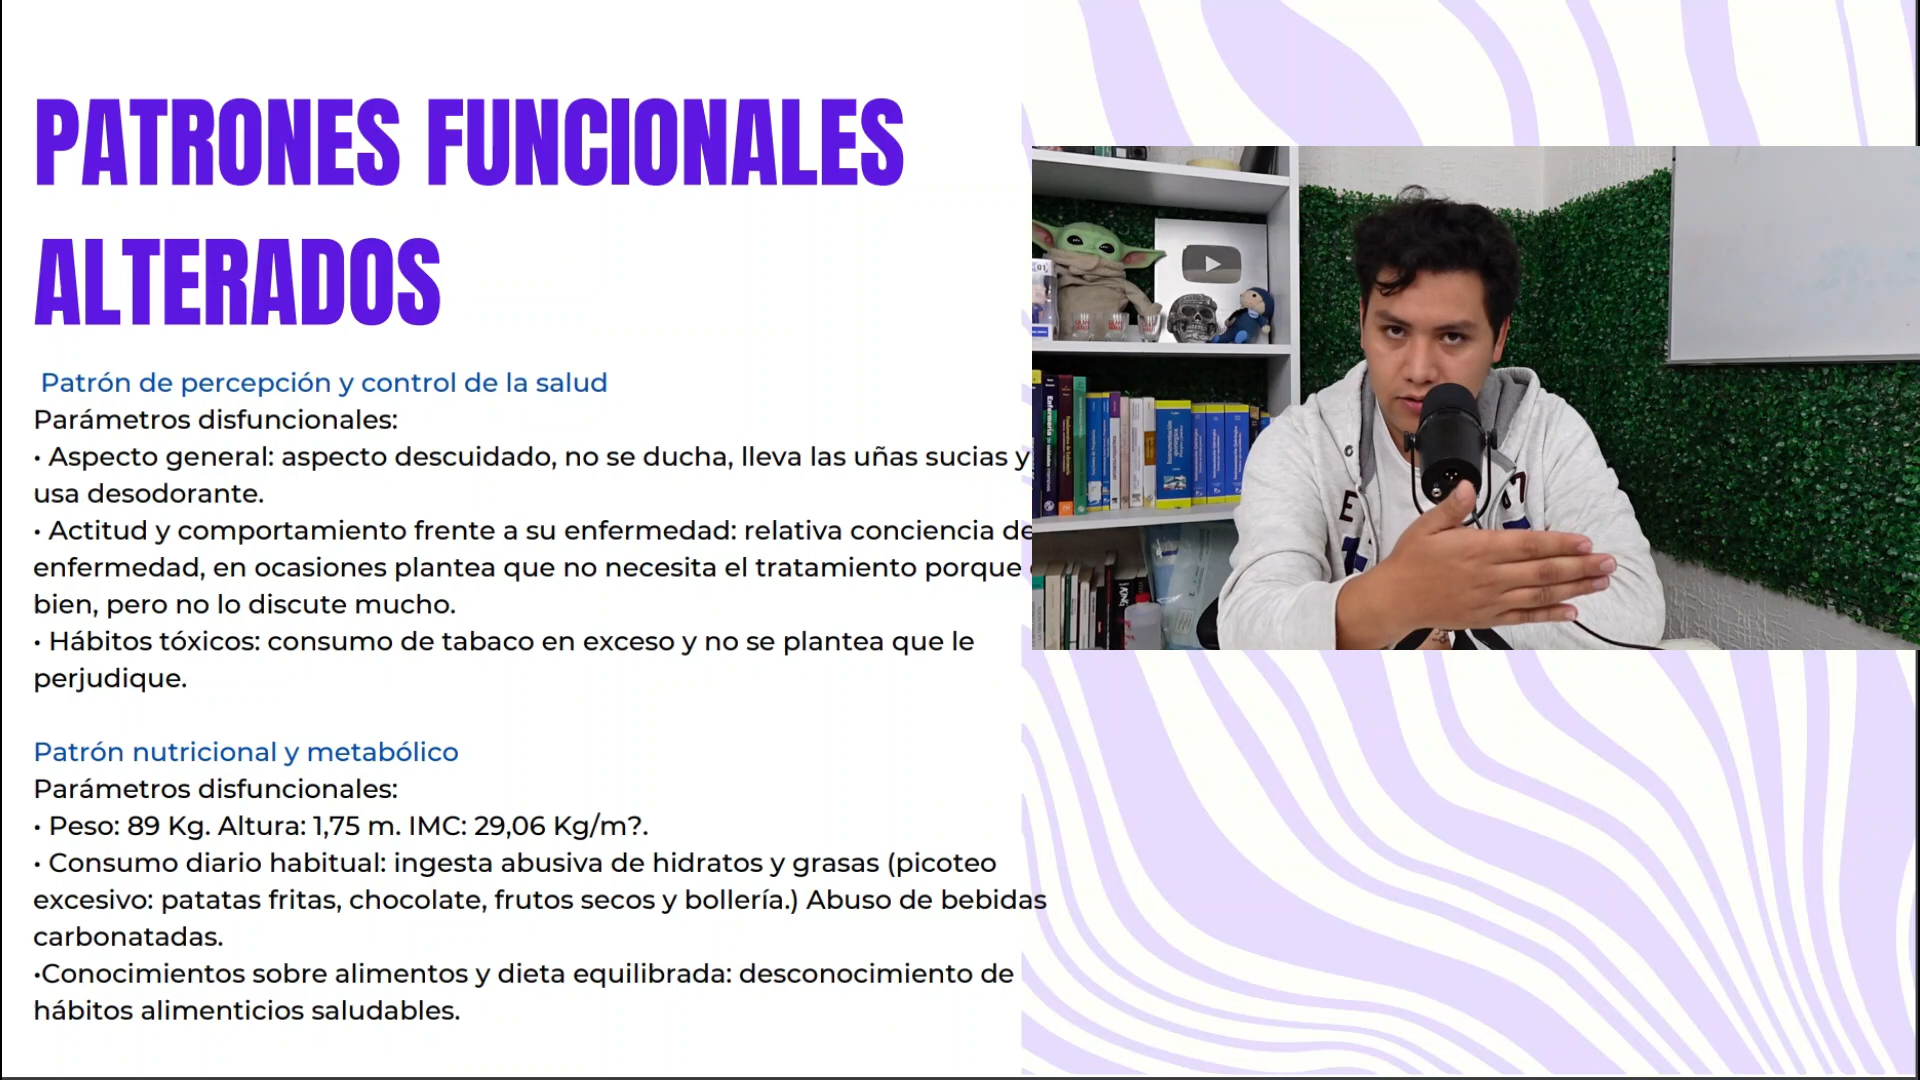 PATRONES FUNCIONALES
ALTERADOS
Patrón de percepción y control de la salud
Parámetros disfuncionales:
• Aspecto general: aspecto descuidado, no se ducha, lleva las uñas sucias y
usa desodorante.
• Actitud y comportamiento frente a su enfermedad: relativa conciencia de
enfermedad, en ocasiones plantea que no necesita el tratamiento porque
bien, pero no lo discute mucho.
• Hábitos tóxicos: consumo de tabaco en exceso y no se plantea que le
perjudique.
Patrón nutricional y metabólico
Parámetros disfuncionales:
• Peso: 89 Kg. Altura: 1,75 m. IMC: 29,06 Kg/m?.
• Consumo diario habitual: ingesta abusiva de hidratos y grasas (picoteo
excesivo: patatas fritas, chocolate, frutos secos y bollería.) Abuso de bebidas
carbonatadas.
•Conocimientos sobre alimentos y dieta equilibrada: desconocimiento de
hábitos alimenticios saludables.